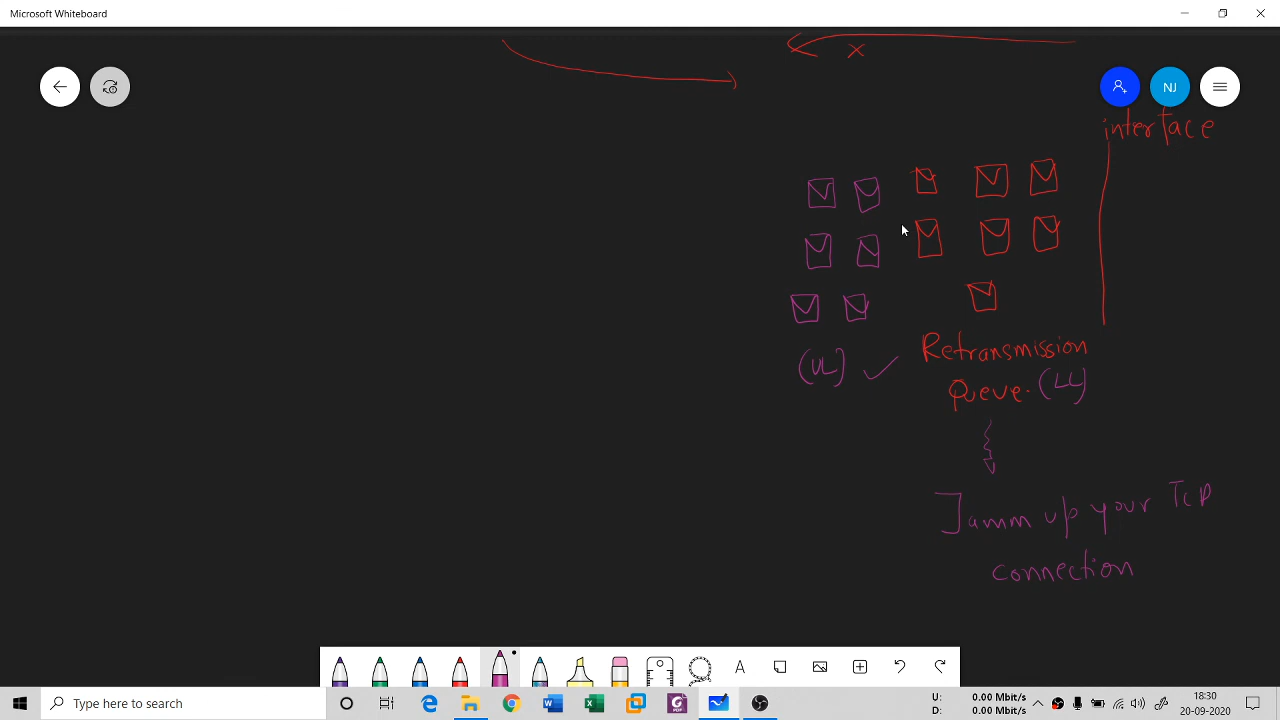 Microsoft Whiteboard
x
NJ
interface
Retransmission
(UL) ✓
Queue. (LL)
Jamm up your TCP
connection
A
Type here to search
U: 0.00 Mbit/s
D: 0.00 Mbit/s
18:30
20-09-2020